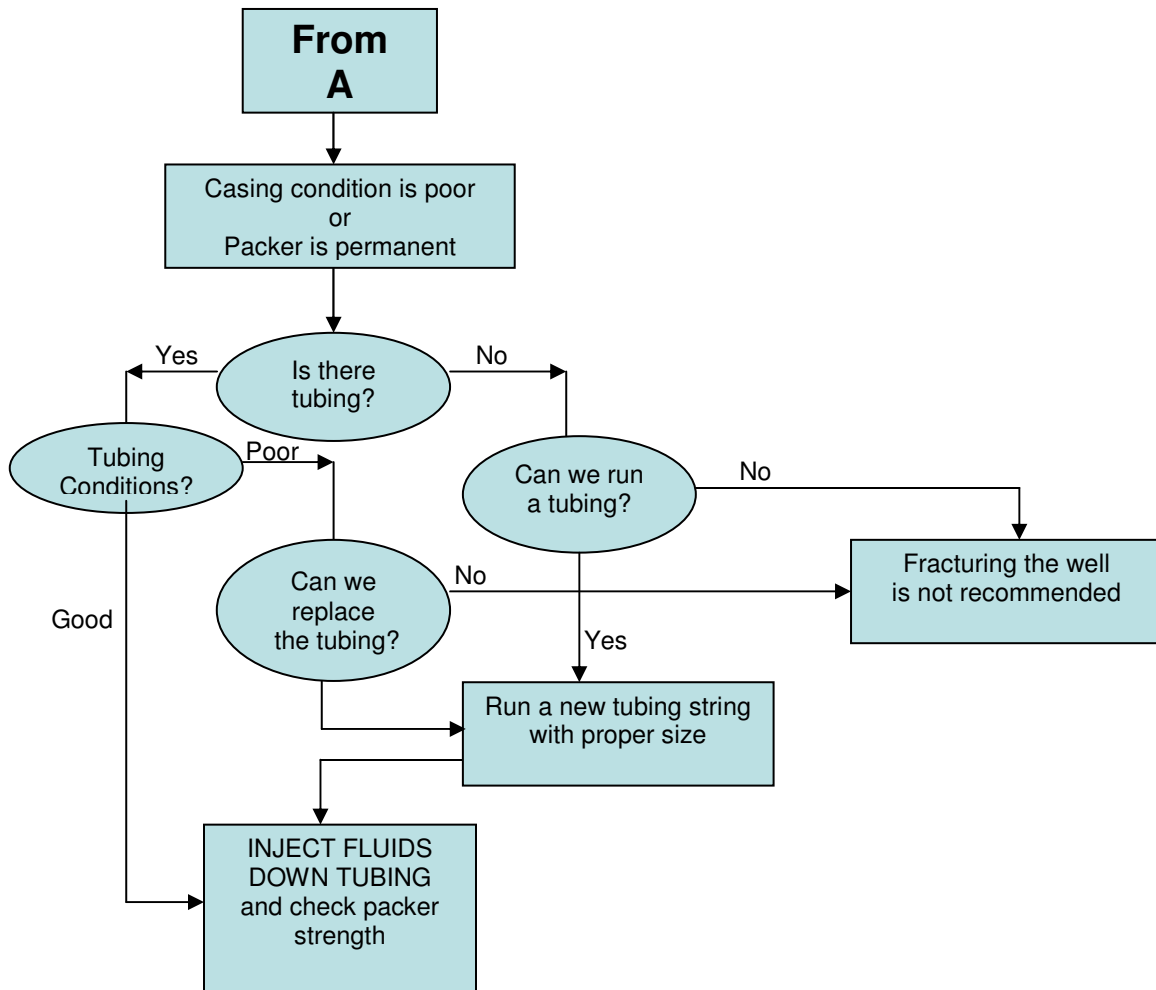 From
A
Casing condition is poor
or
Packer is permanent
Yes
Is there
tubing?
No
Tubing
Conditions?
Poor
Can we run
a tubing?
No
Fracturing the well
is not recommended
Can we
replace
the tubing?
No
Good
Yes
Run a new tubing string
with proper size
INJECT FLUIDS
DOWN TUBING
and check packer
strength